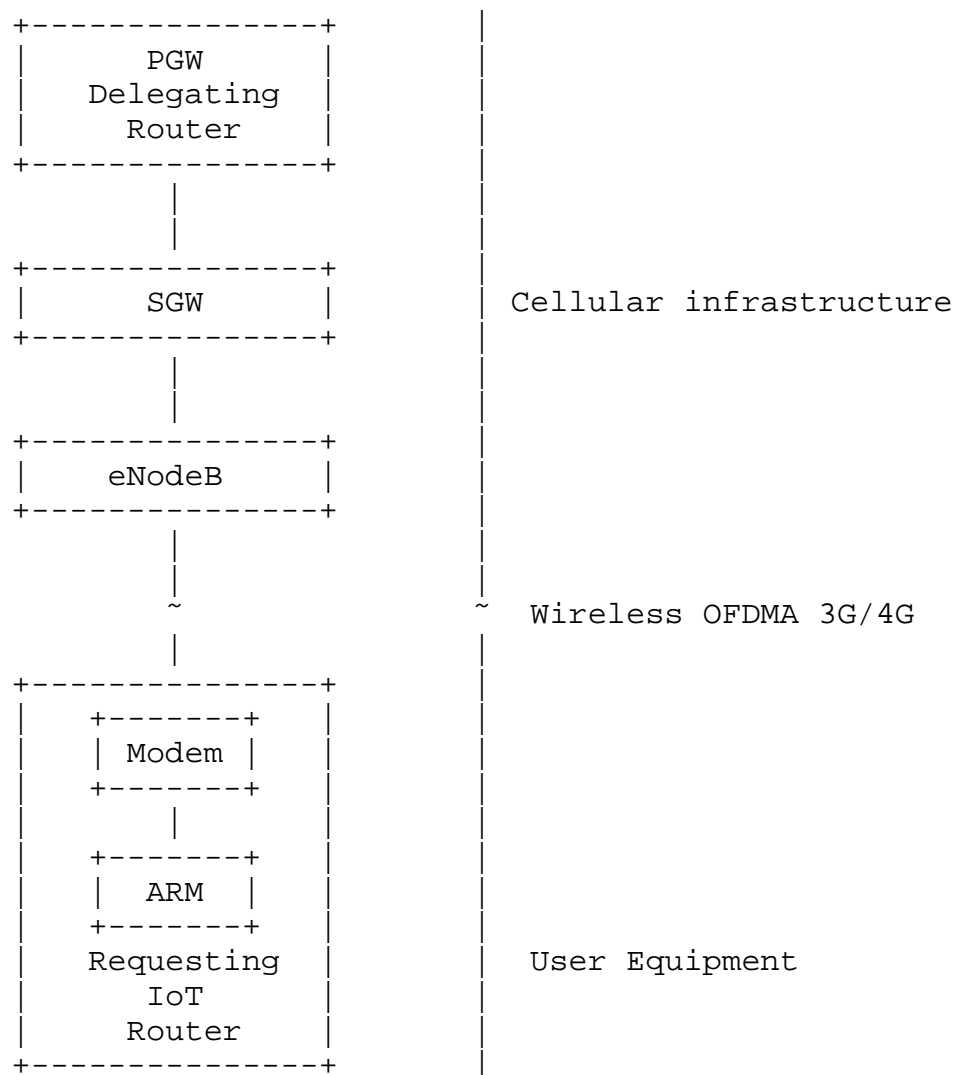 PGW
Delegating
Router
SGW
Cellular infrastructure
eNodeB
~ ~ Wireless OFDMA 3G/4G
Modem
ARM
Requesting
User Equipment
IoT
Router